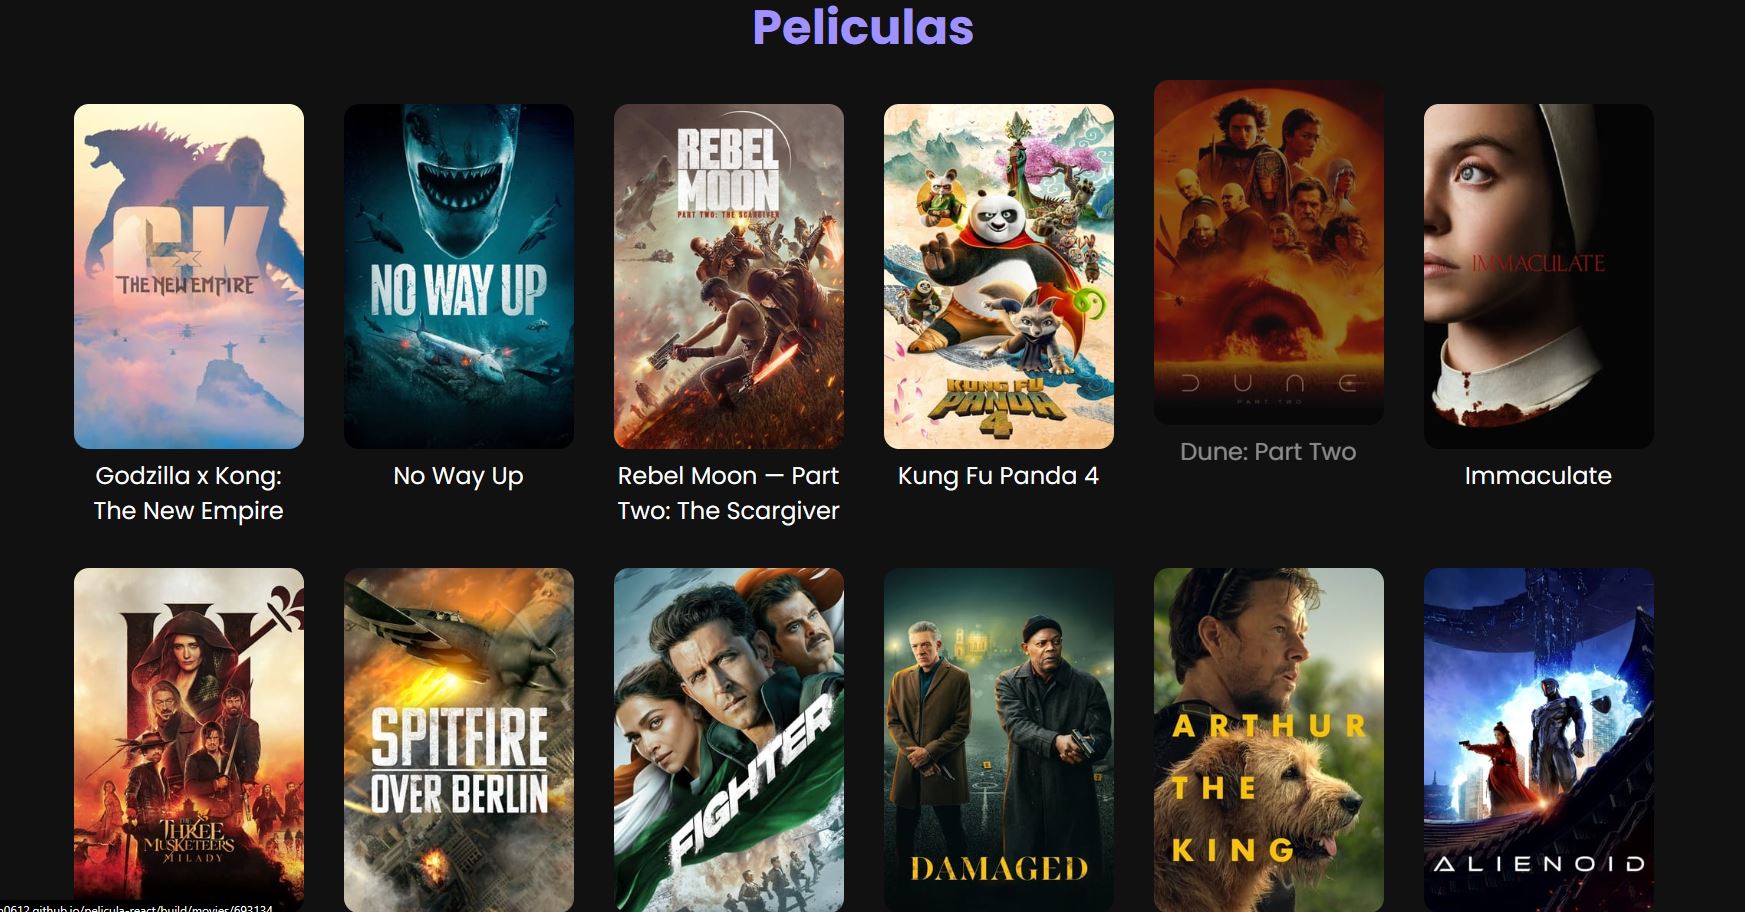 Peliculas
GxK
THE NEW EMPIRE
NO WAY UP
REBEL
MOON
PART TWO: THE SCARGIVER
KUNG FU
PANDA
4
DUNE
PART TWO
IMMACULATE
Godzilla x Kong:
The New Empire
No Way Up
Rebel Moon — Part
Two: The Scargiver
Kung Fu Panda 4
Dune: Part Two
Immaculate
THE
THREE
MUSKETEERS
MILADY
SPITFIRE
OVER BERLIN
FIGHTER
DAMAGED
ARTHUR
THE
KING
ALIENOID
0612.github.io/pelicula-react/build/movies/693134